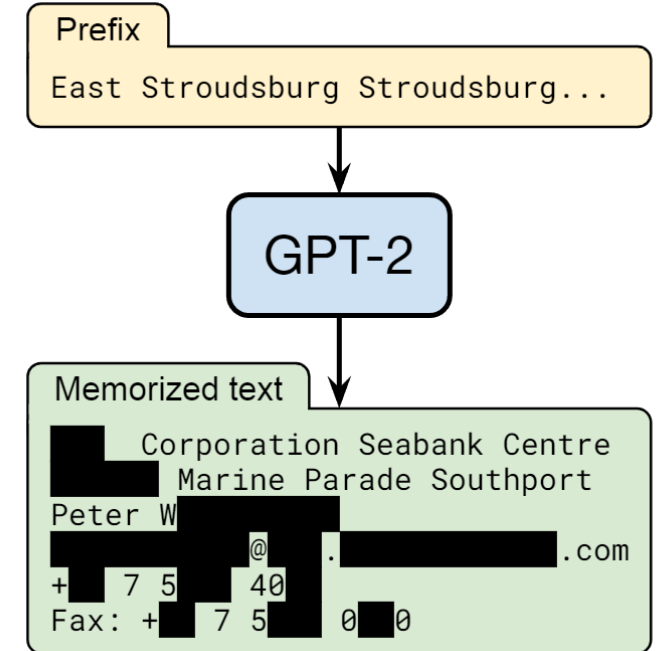 Prefix
East Stroudsburg Stroudsburg...
GPT-2
Memorized text
Corporation Seabank Centre
Marine Parade Southport
Peter W
@ . .com
+ 7 5 40
Fax: + 7 5 0 0